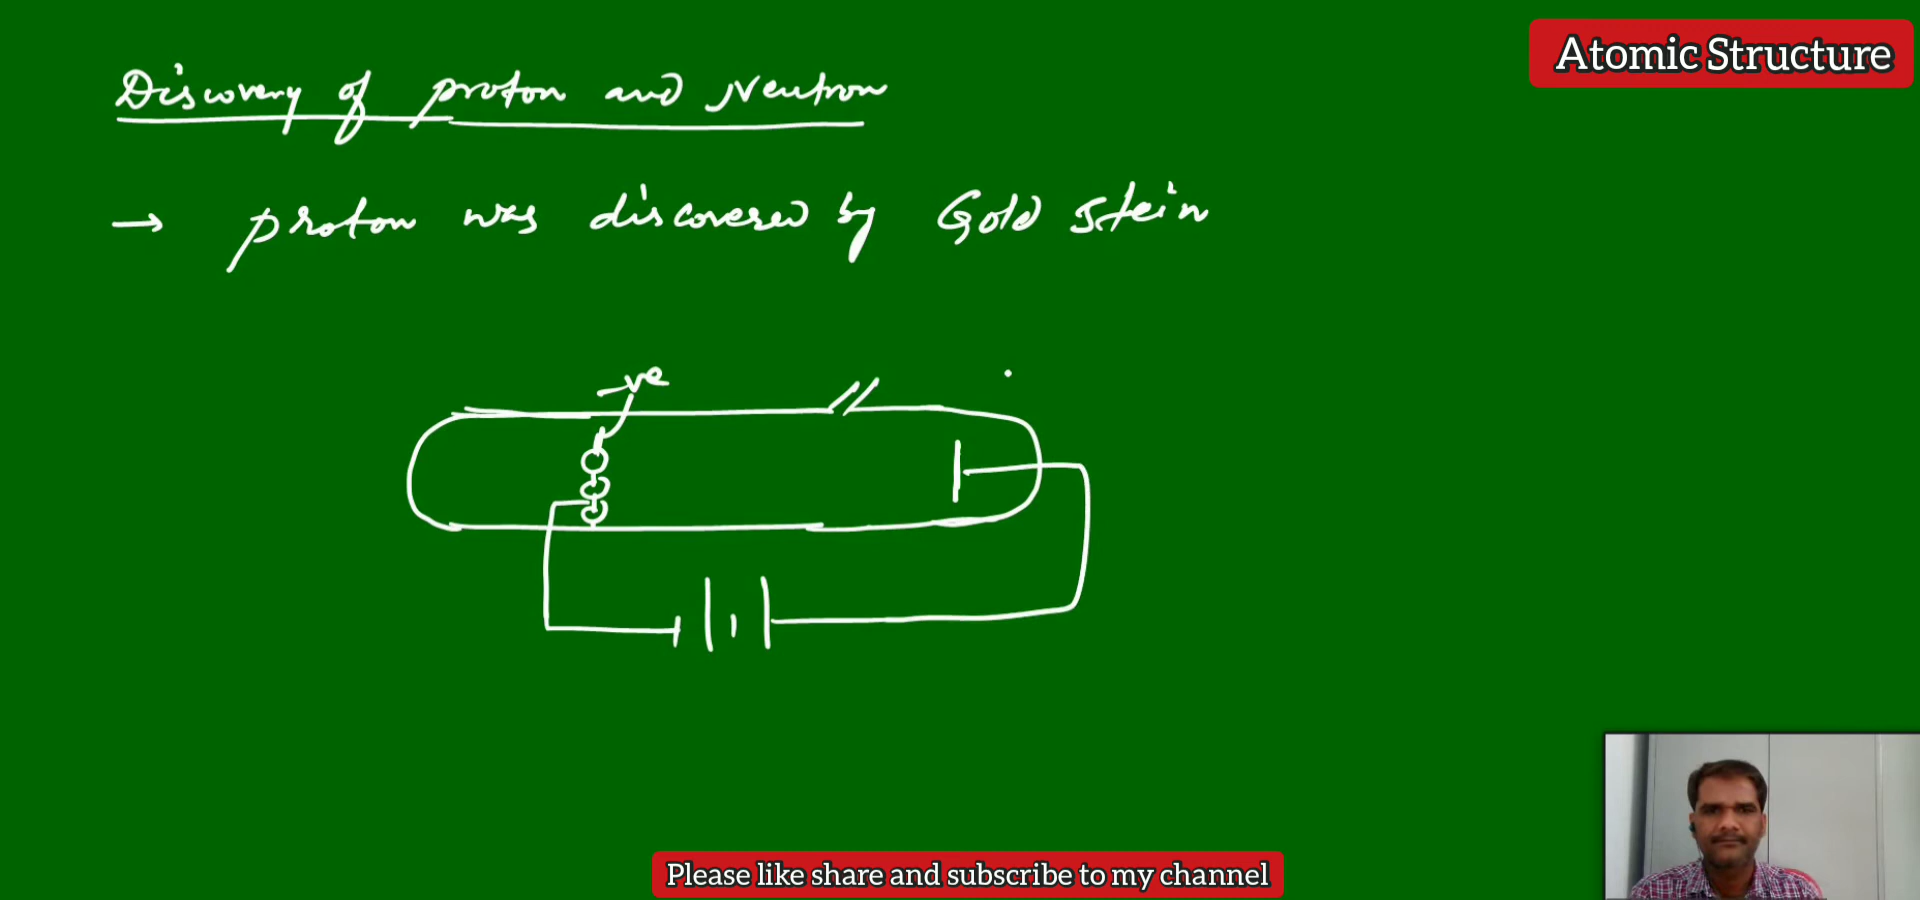 Atomic Structure
Discovery of proton and Neutron
→ proton was discovered by Gold stein
-ve
Please like share and subscribe to my channel